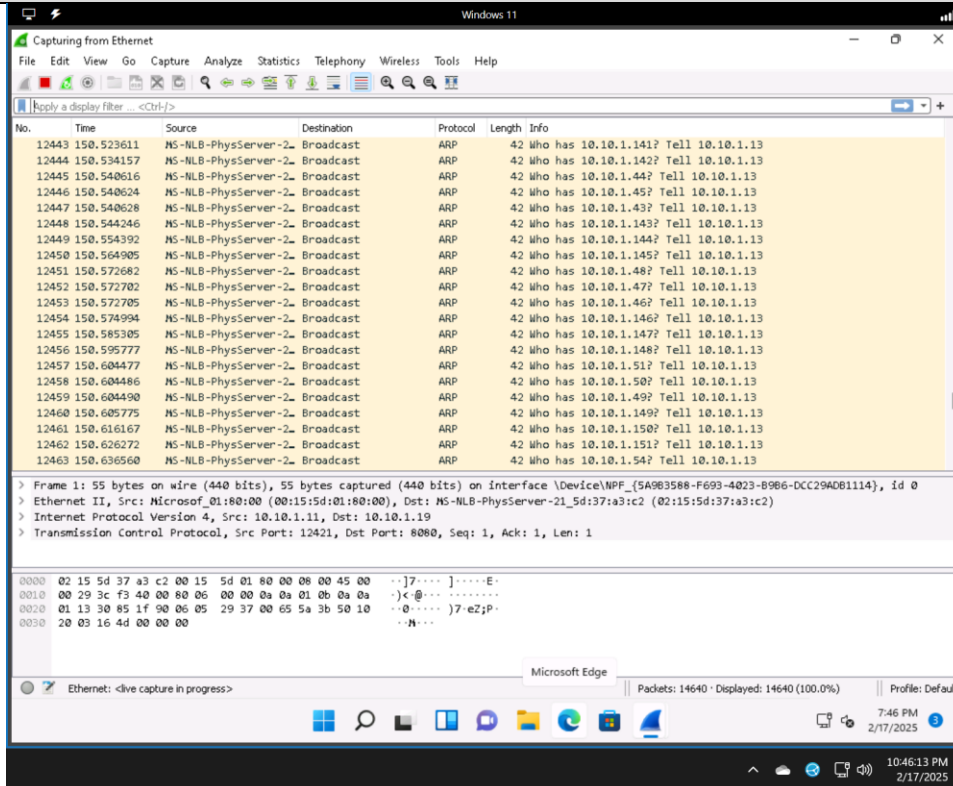 Windows 11
Capturing from Ethernet
File Edit View Go Capture Analyze Statistics Telephony Wireless Tools Help
Apply a display filter ... <Ctrl-/>
No. Time Source Destination Protocol Length Info
12443 150.523611 MS-NLB-PhysServer-2… Broadcast ARP 42 Who has 10.10.1.141? Tell 10.10.1.13
12444 150.534157 MS-NLB-PhysServer-2… Broadcast ARP 42 Who has 10.10.1.142? Tell 10.10.1.13
12445 150.540616 MS-NLB-PhysServer-2… Broadcast ARP 42 Who has 10.10.1.44? Tell 10.10.1.13
12446 150.540624 MS-NLB-PhysServer-2… Broadcast ARP 42 Who has 10.10.1.45? Tell 10.10.1.13
12447 150.540628 MS-NLB-PhysServer-2… Broadcast ARP 42 Who has 10.10.1.43? Tell 10.10.1.13
12448 150.544246 MS-NLB-PhysServer-2… Broadcast ARP 42 Who has 10.10.1.143? Tell 10.10.1.13
12449 150.554392 MS-NLB-PhysServer-2… Broadcast ARP 42 Who has 10.10.1.144? Tell 10.10.1.13
12450 150.564905 MS-NLB-PhysServer-2… Broadcast ARP 42 Who has 10.10.1.145? Tell 10.10.1.13
12451 150.572682 MS-NLB-PhysServer-2… Broadcast ARP 42 Who has 10.10.1.48? Tell 10.10.1.13
12452 150.572702 MS-NLB-PhysServer-2… Broadcast ARP 42 Who has 10.10.1.47? Tell 10.10.1.13
12453 150.572705 MS-NLB-PhysServer-2… Broadcast ARP 42 Who has 10.10.1.46? Tell 10.10.1.13
12454 150.574994 MS-NLB-PhysServer-2… Broadcast ARP 42 Who has 10.10.1.146? Tell 10.10.1.13
12455 150.585305 MS-NLB-PhysServer-2… Broadcast ARP 42 Who has 10.10.1.147? Tell 10.10.1.13
12456 150.595777 MS-NLB-PhysServer-2… Broadcast ARP 42 Who has 10.10.1.148? Tell 10.10.1.13
12457 150.604477 MS-NLB-PhysServer-2… Broadcast ARP 42 Who has 10.10.1.51? Tell 10.10.1.13
12458 150.604486 MS-NLB-PhysServer-2… Broadcast ARP 42 Who has 10.10.1.50? Tell 10.10.1.13
12459 150.604490 MS-NLB-PhysServer-2… Broadcast ARP 42 Who has 10.10.1.49? Tell 10.10.1.13
12460 150.605775 MS-NLB-PhysServer-2… Broadcast ARP 42 Who has 10.10.1.149? Tell 10.10.1.13
12461 150.616167 MS-NLB-PhysServer-2… Broadcast ARP 42 Who has 10.10.1.150? Tell 10.10.1.13
12462 150.626272 MS-NLB-PhysServer-2… Broadcast ARP 42 Who has 10.10.1.151? Tell 10.10.1.13
12463 150.636560 MS-NLB-PhysServer-2… Broadcast ARP 42 Who has 10.10.1.54? Tell 10.10.1.13
> Frame 1: 55 bytes on wire (440 bits), 55 bytes captured (440 bits) on interface \Device\NPF_{5A9B3588-F693-4023-B9B6-DCC29ADB1114}, id 0
> Ethernet II, Src: Microsof_01:80:00 (00:15:5d:01:80:00), Dst: MS-NLB-PhysServer-21_5d:37:a3:c2 (02:15:5d:37:a3:c2)
> Internet Protocol Version 4, Src: 10.10.1.11, Dst: 10.10.1.19
> Transmission Control Protocol, Src Port: 12421, Dst Port: 8080, Seq: 1, Ack: 1, Len: 1
0000 02 15 5d 37 a3 c2 00 15 5d 01 80 00 08 00 45 00 ··]7···· ]·····E·
0010 00 29 3c f3 40 00 80 06 00 00 0a 0a 01 0b 0a 0a ·)<·@··· ········
0020 01 13 30 85 1f 90 06 05 29 37 00 65 5a 3b 50 10 ··0····· )7·eZ;P·
0030 20 03 16 4d 00 00 00 ··M···
Microsoft Edge
Ethernet: <live capture in progress> Packets: 14640 · Displayed: 14640 (100.0%) Profile: Defau
7:46 PM
2/17/2025
3
10:46:13 PM
2/17/2025